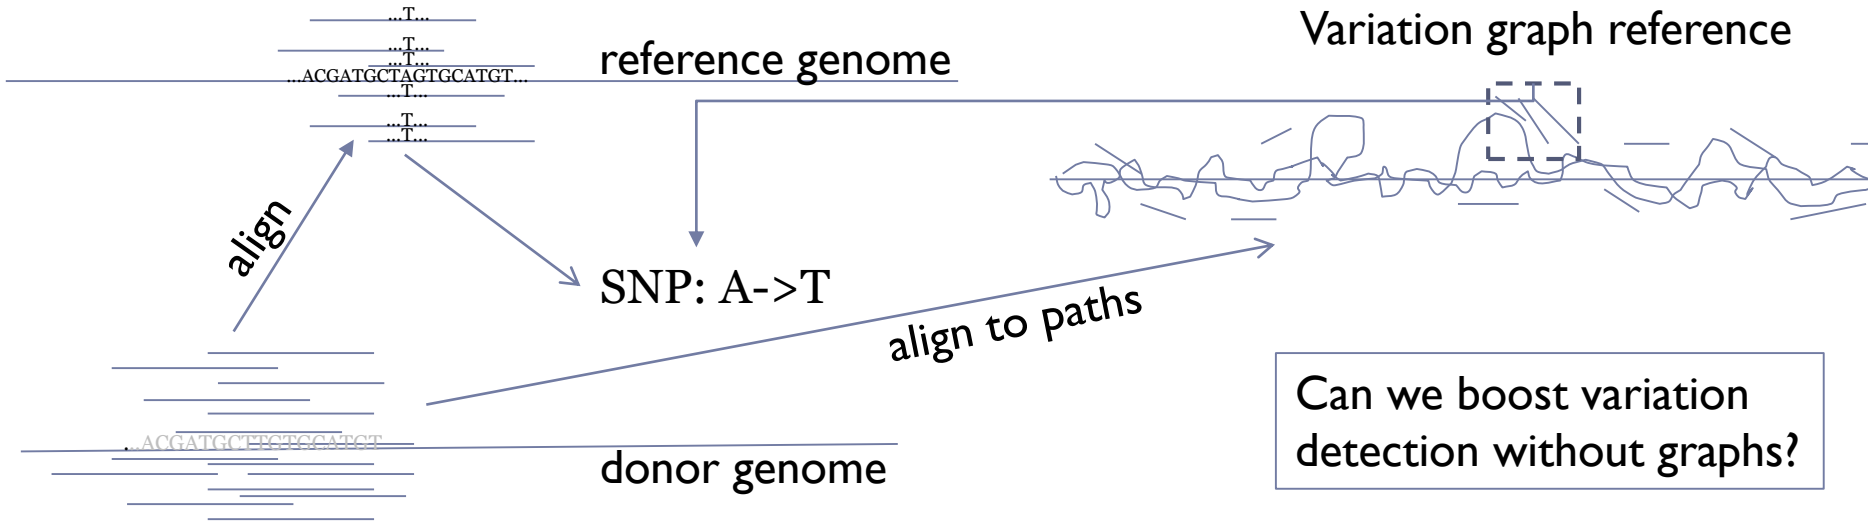 ...T...
...T...
...T...
...ACGATGCTAGTGCATGT...
...T...
...T...
...T...
reference genome
Variation graph reference
align
SNP: A->T
align to paths
...ACGATGCTTGTGCATGT
donor genome
Can we boost variation
detection without graphs?